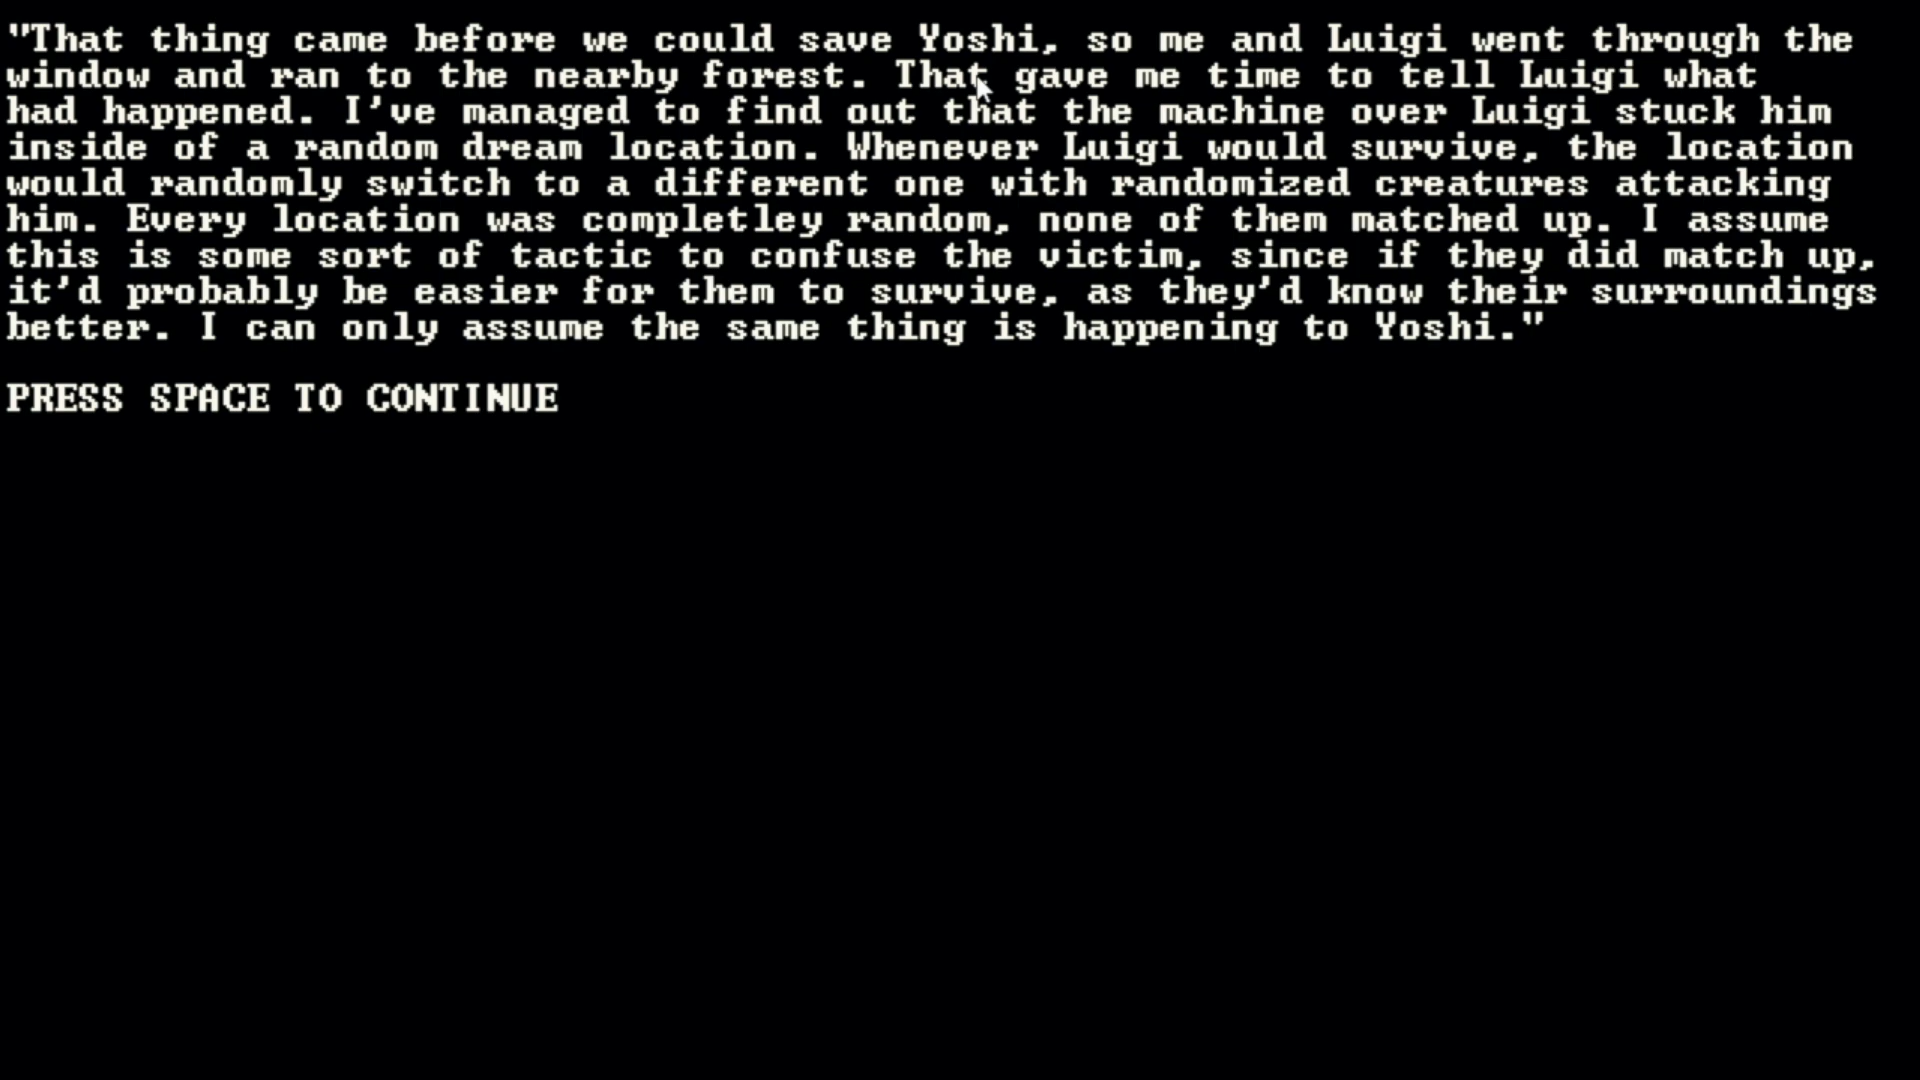 "That thing came before we could save Yoshi, so me and Luigi went through the
window and ran to the nearby forest. That gave me time to tell Luigi what
had happened. I've managed to find out that the machine over Luigi stuck him
inside of a random dream location. Whenever Luigi would survive, the location
would randomly switch to a different one with randomized creatures attacking
him. Every location was completley random, none of them matched up. I assume
this is some sort of tactic to confuse the victim, since if they did match up,
it'd probably be easier for them to survive, as they'd know their surroundings
better. I can only assume the same thing is happening to Yoshi."
PRESS SPACE TO CONTINUE